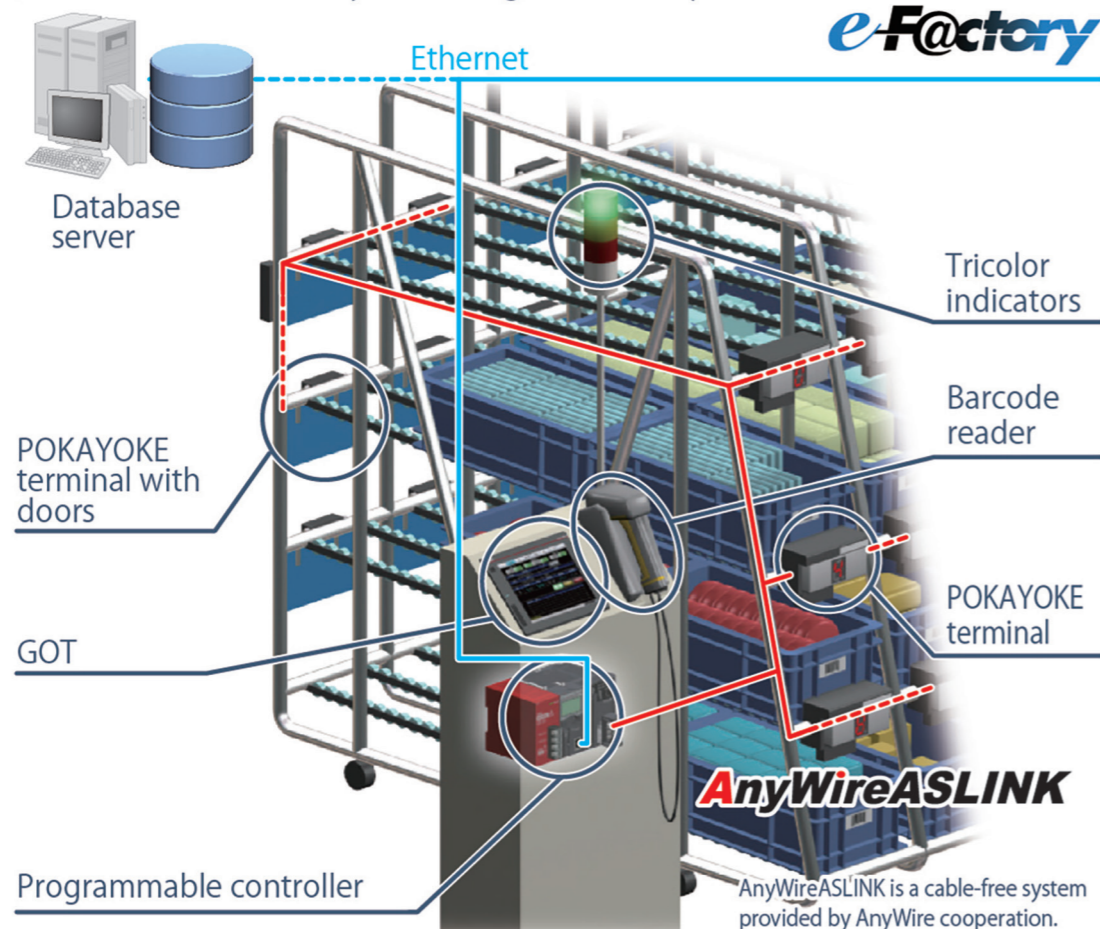 e-F@ctory
Ethernet
Database
server
Tricolor
indicators
Barcode
reader
POKAYOKE
terminal with
doors
POKAYOKE
terminal
GOT
AnyWireASLINK
Programmable controller
AnyWireASLINK is a cable-free system
provided by AnyWire cooperation.